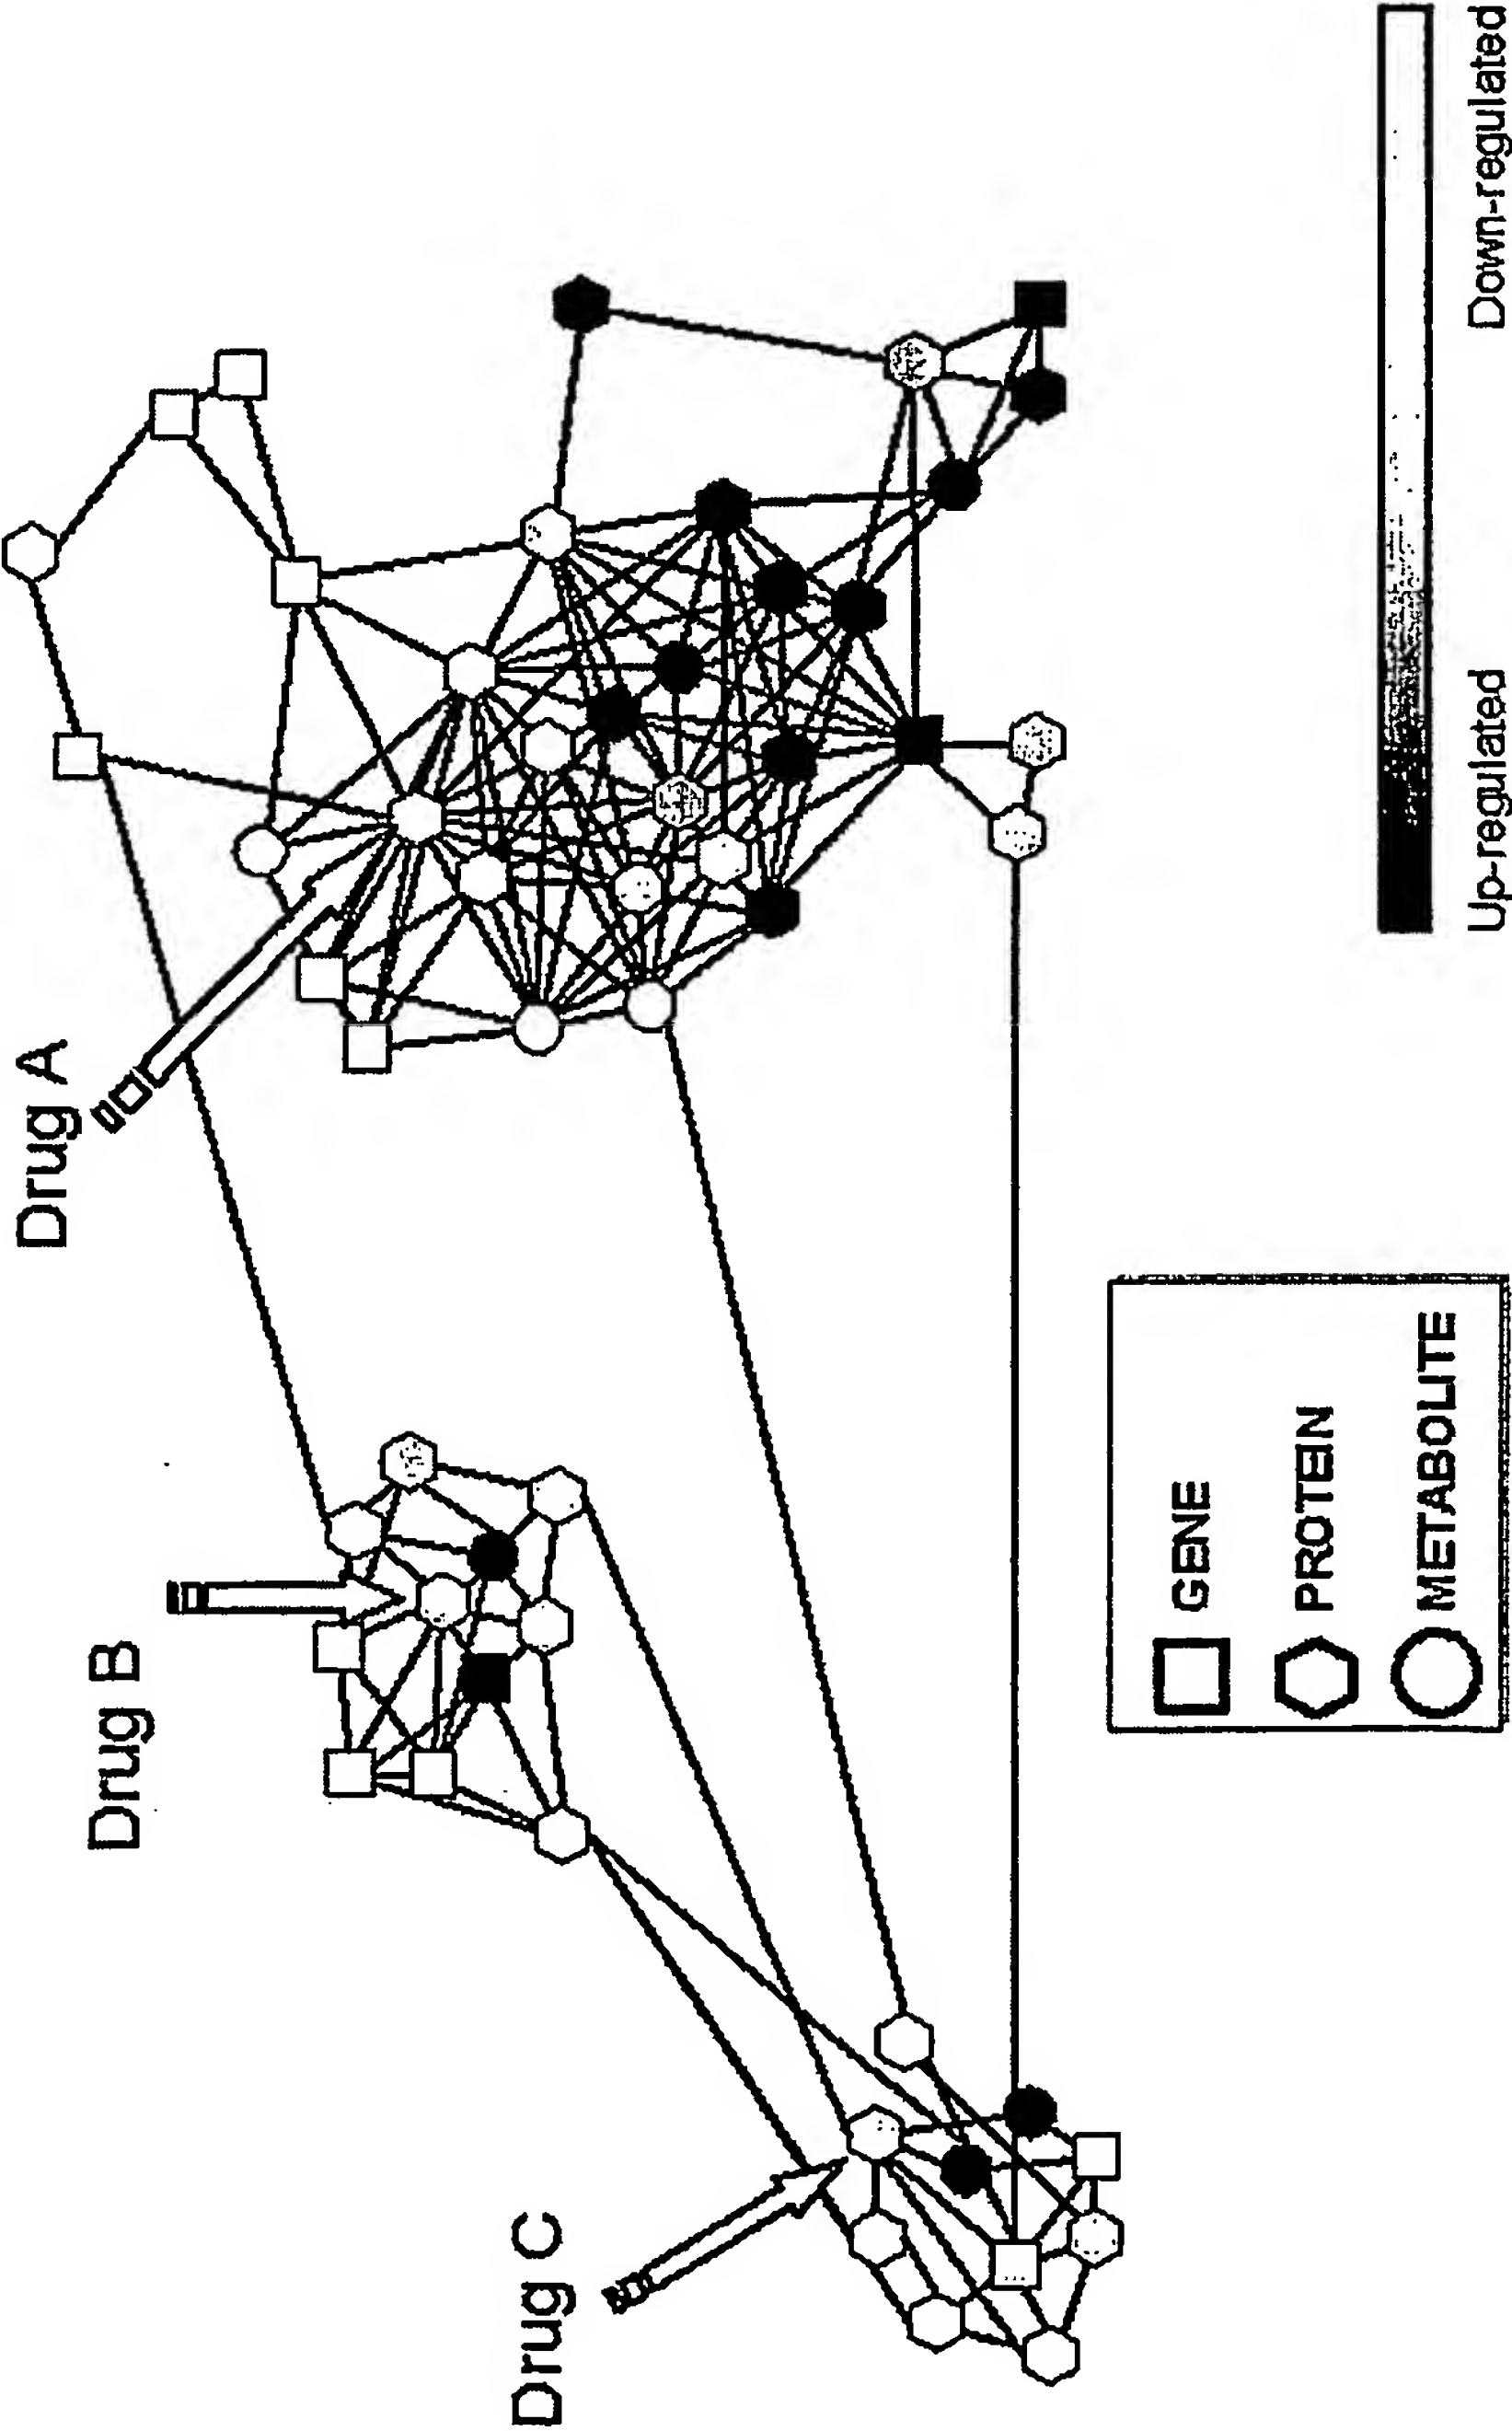 Drug A
Drug B
Drug C
GENE
PROTEIN
METABOLITE
Up-regulated
Down-regulated